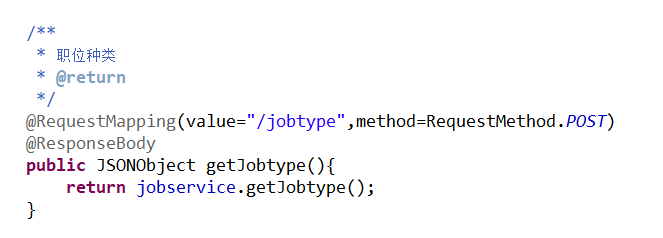 /**
 * 职位种类
 * @return
 */
@RequestMapping(value="/jobtype",method=RequestMethod.POST)
@ResponseBody
public JSONObject getJobtype(){
    return jobservice.getJobtype();
}